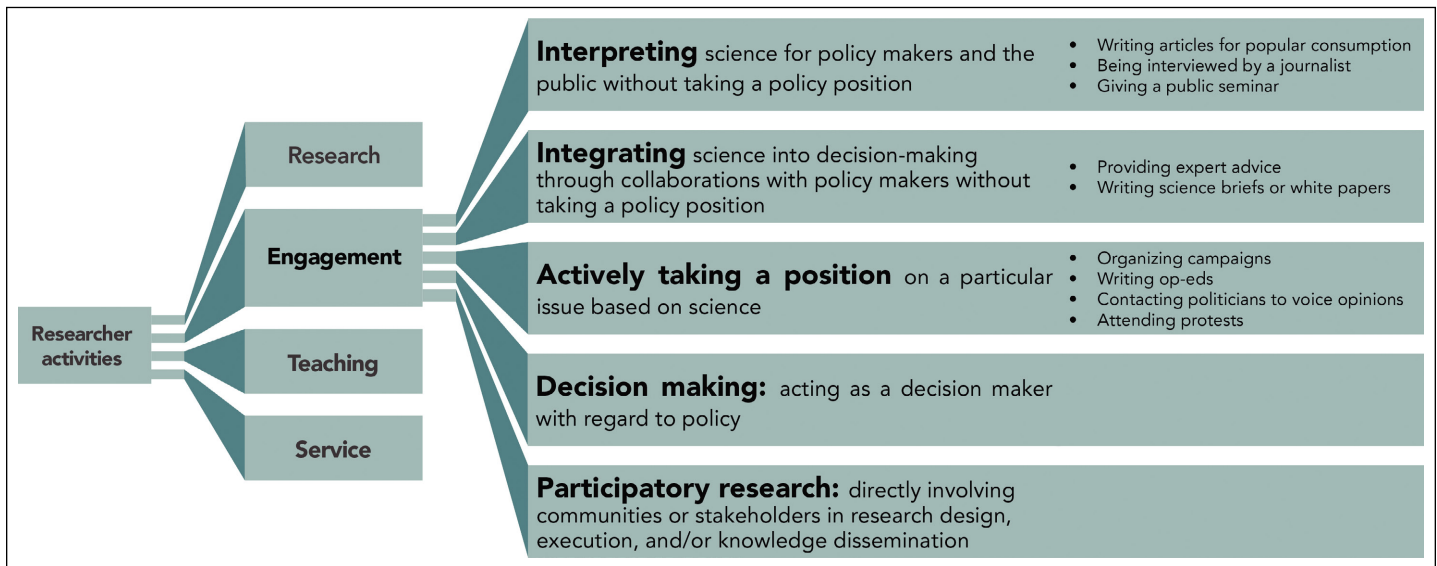 Researcher
activities
Research
Engagement
Teaching
Service
Interpreting science for policy makers and the
public without taking a policy position
• Writing articles for popular consumption
• Being interviewed by a journalist
• Giving a public seminar
Integrating science into decision-making
through collaborations with policy makers without
taking a policy position
• Providing expert advice
• Writing science briefs or white papers
Actively taking a position on a particular
issue based on science
• Organizing campaigns
• Writing op-eds
• Contacting politicians to voice opinions
• Attending protests
Decision making: acting as a decision maker
with regard to policy
Participatory research: directly involving
communities or stakeholders in research design,
execution, and/or knowledge dissemination